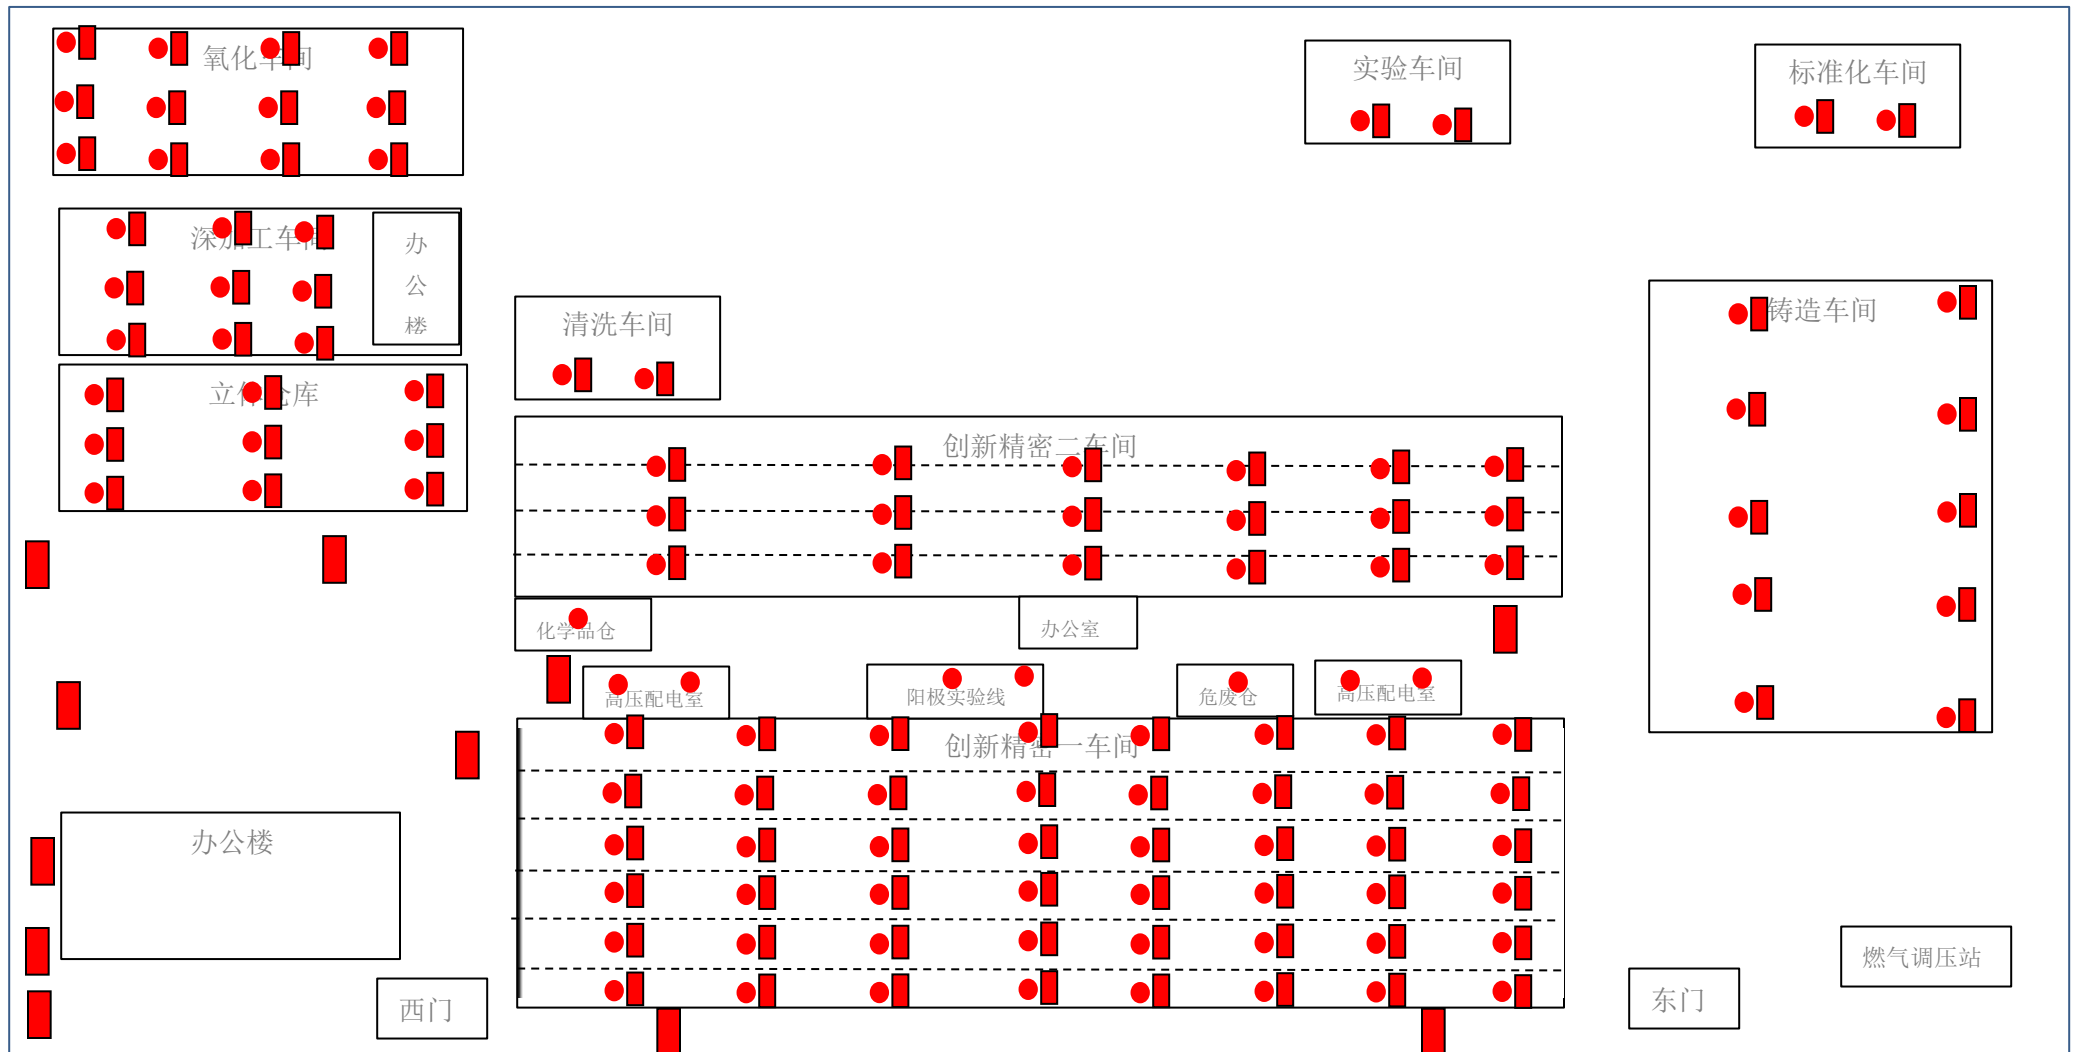 氧化车间
实验车间
标准化车间
深加工车间
办
公
楼
清洗车间
铸造车间
立体仓库
创新精密二车间
化学品仓
办公室
高压配电室
阳极实验线
危废仓
高压配电室
创新精密一车间
办公楼
西门
东门
燃气调压站